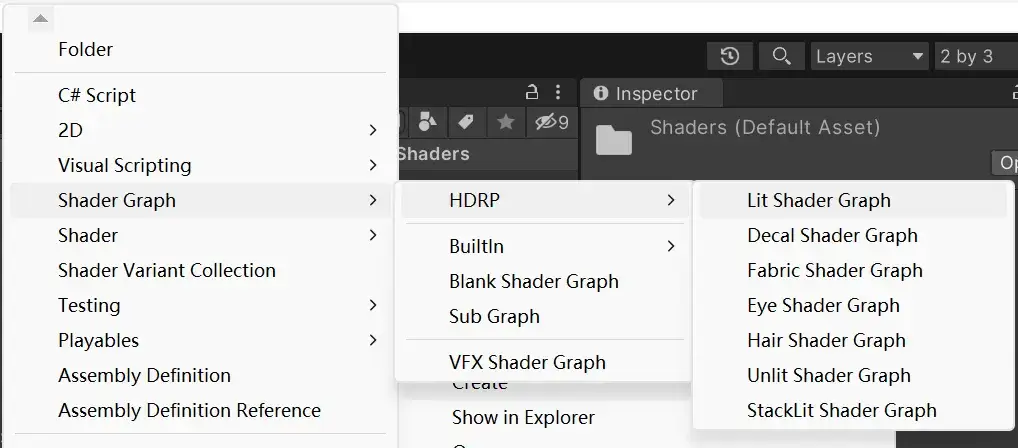 Folder
C# Script
2D
Visual Scripting
Shader Graph
Shader
Shader Variant Collection
Testing
Playables
Assembly Definition
Assembly Definition Reference
HDRP
BuiltIn
Blank Shader Graph
Sub Graph
VFX Shader Graph
Create
Show in Explorer
Lit Shader Graph
Decal Shader Graph
Fabric Shader Graph
Eye Shader Graph
Hair Shader Graph
Unlit Shader Graph
StackLit Shader Graph
Layers
2 by 3
9
Shaders
Inspector
Shaders (Default Asset)
Op